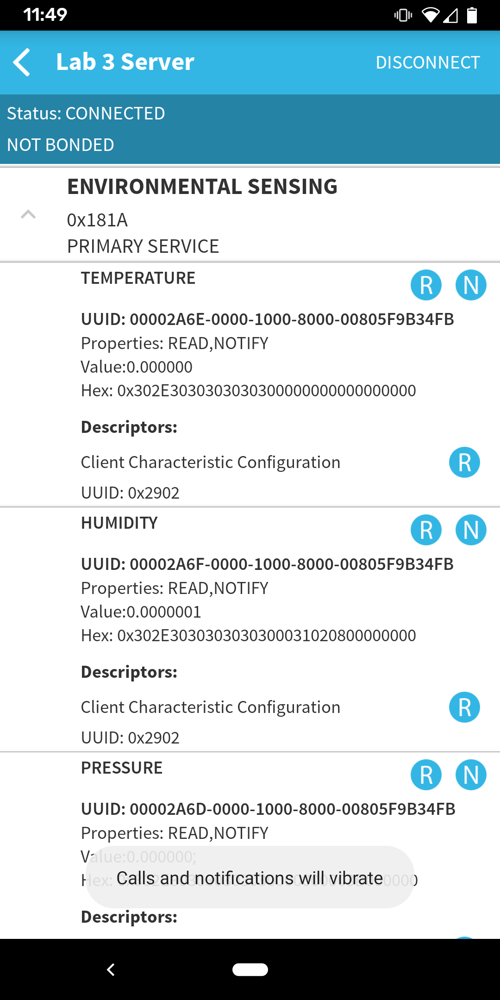 11:49
Lab 3 Server
DISCONNECT
Status: CONNECTED
NOT BONDED
ENVIRONMENTAL SENSING
0x181A
PRIMARY SERVICE
TEMPERATURE
R N
UUID: 00002A6E-0000-1000-8000-00805F9B34FB
Properties: READ,NOTIFY
Value:0.000000
Hex: 0x302E3030303030300000000000000000
Descriptors:
Client Characteristic Configuration
R
UUID: 0x2902
HUMIDITY
R N
UUID: 00002A6F-0000-1000-8000-00805F9B34FB
Properties: READ,NOTIFY
Value:0.0000001
Hex: 0x302E3030303030300031020800000000
Descriptors:
Client Characteristic Configuration
R
UUID: 0x2902
PRESSURE
R N
UUID: 00002A6D-0000-1000-8000-00805F9B34FB
Properties: READ,NOTIFY
Value:0.000000;
Hex:
Calls and notifications will vibrate
Descriptors: